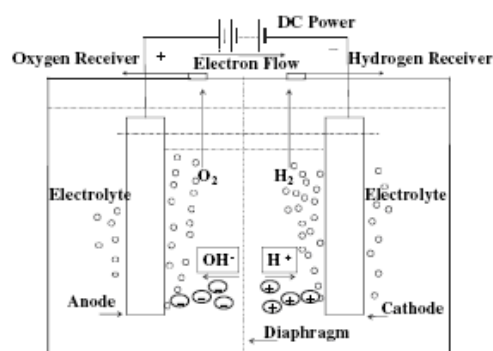 DC Power
Oxygen Receiver + Electron Flow − Hydrogen Receiver
O2 H2
Electrolyte Electrolyte
OH- H+
Anode Cathode
Diaphragm